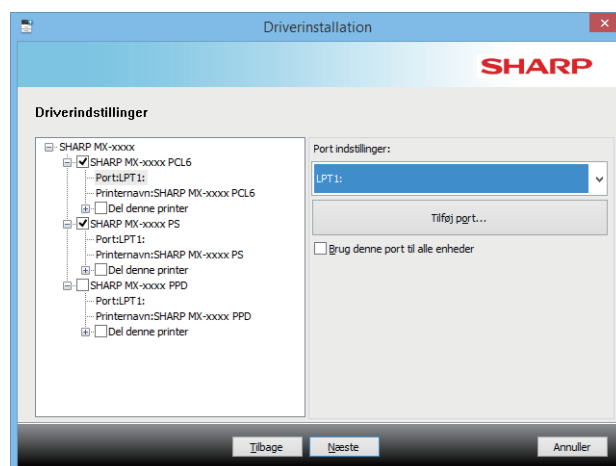 Driverinstallation
SHARP
Driverindstillinger
SHARP MX-xxxx
SHARP MX-xxxx PCL6
Port:LPT1:
Printernavn:SHARP MX-xxxx PCL6
Del denne printer
SHARP MX-xxxx PS
Port:LPT1:
Printernavn:SHARP MX-xxxx PS
Del denne printer
SHARP MX-xxxx PPD
Port:LPT1:
Printernavn:SHARP MX-xxxx PPD
Del denne printer
Port indstillinger:
LPT1:
Tilføj port...
Brug denne port til alle enheder
Tilbage
Næste
Annuller